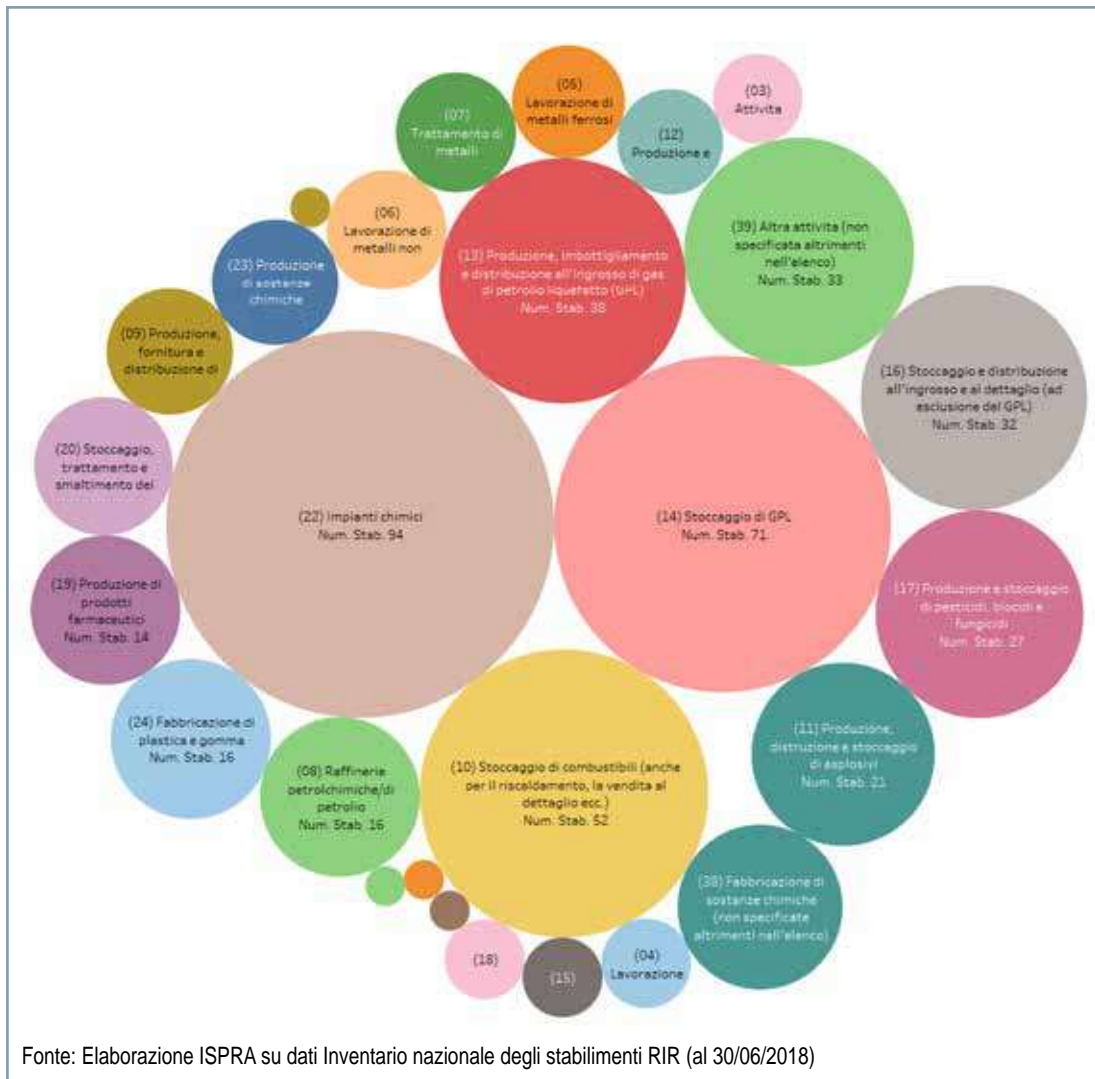 (05)
Lavorazione di
metalli ferrosi
(03)
Attivita
(07)
Trattamento di
metalli
(12)
Produzione e
(06)
Lavorazione di
metalli non
(39) Altra attivita (non
specificata altrimenti
nell'elenco)
Num. Stab. 33
(13) Produzione, imbottigliamento
e distribuzione all'ingrosso di gas
di petrolio liquefatto (GPL)
Num. Stab. 38
(23) Produzione
di sostanze
chimiche
(09) Produzione,
fornitura e
distribuzione di
(16) Stoccaggio e distribuzione
all'ingrosso e al dettaglio (ad
esclusione del GPL)
Num. Stab. 32
(20) Stoccaggio,
trattamento e
smaltimento dei
(22) Impianti chimici
Num. Stab. 94
(14) Stoccaggio di GPL
Num. Stab. 71
(19) Produzione di
prodotti
farmaceutici
Num. Stab. 14
(17) Produzione e stoccaggio
di pesticidi, biocidi e
fungicidi
Num. Stab. 27
(24) Fabbricazione di
plastica e gomma
Num. Stab. 16
(11) Produzione,
distruzione e stoccaggio
di esplosivi
Num. Stab. 21
(08) Raffinerie
petrolchimiche/di
petrolio
Num. Stab. 16
(10) Stoccaggio di combustibili (anche
per il riscaldamento, la vendita al
dettaglio ecc.)
Num. Stab. 52
(38) Fabbricazione di
sostanze chimiche
(non specificate
altrimenti nell'elenco)
(18)
(15)
(04)
Lavorazione
Fonte: Elaborazione ISPRA su dati Inventario nazionale degli stabilimenti RIR (al 30/06/2018)